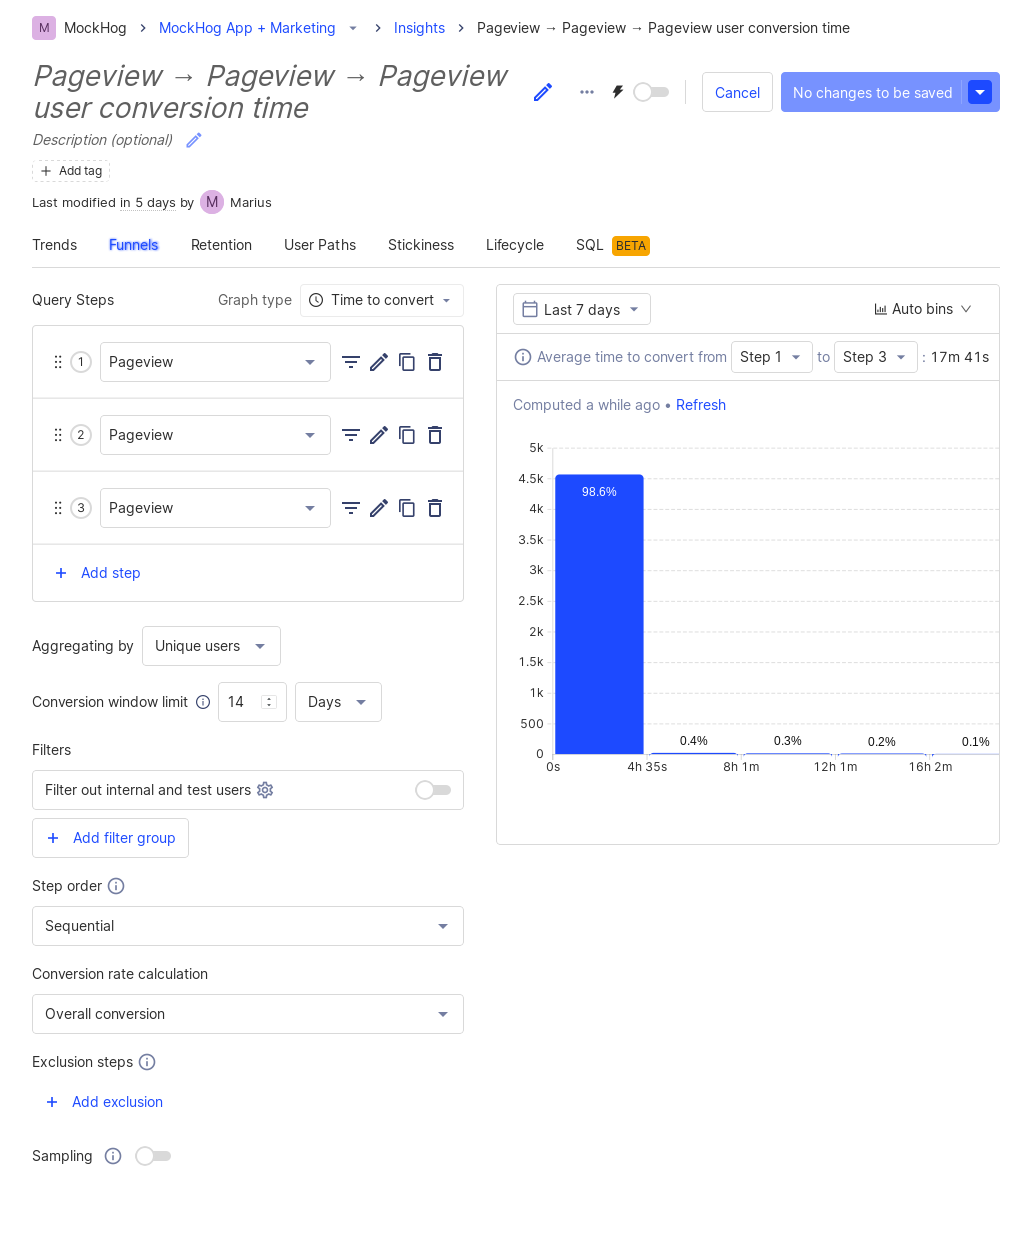 M MockHog > MockHog App + Marketing > Insights > Pageview → Pageview → Pageview user conversion time
Pageview → Pageview → Pageview
user conversion time
Cancel
No changes to be saved
Description (optional)
+ Add tag
Last modified in 5 days by M Marius
Trends Funnels Retention User Paths Stickiness Lifecycle SQL BETA
Query Steps
Graph type Time to convert
1 Pageview
2 Pageview
3 Pageview
+ Add step
Aggregating by Unique users
Conversion window limit 14 Days
Filters
Filter out internal and test users
+ Add filter group
Step order
Sequential
Conversion rate calculation
Overall conversion
Exclusion steps
+ Add exclusion
Sampling
Last 7 days
Auto bins
Average time to convert from Step 1 to Step 3 : 17m 41s
Computed a while ago • Refresh
5k
4.5k
4k
3.5k
3k
2.5k
2k
1.5k
1k
500
0
98.6% 0.4% 0.3% 0.2% 0.1%
0s 4h 35s 8h 1m 12h 1m 16h 2m